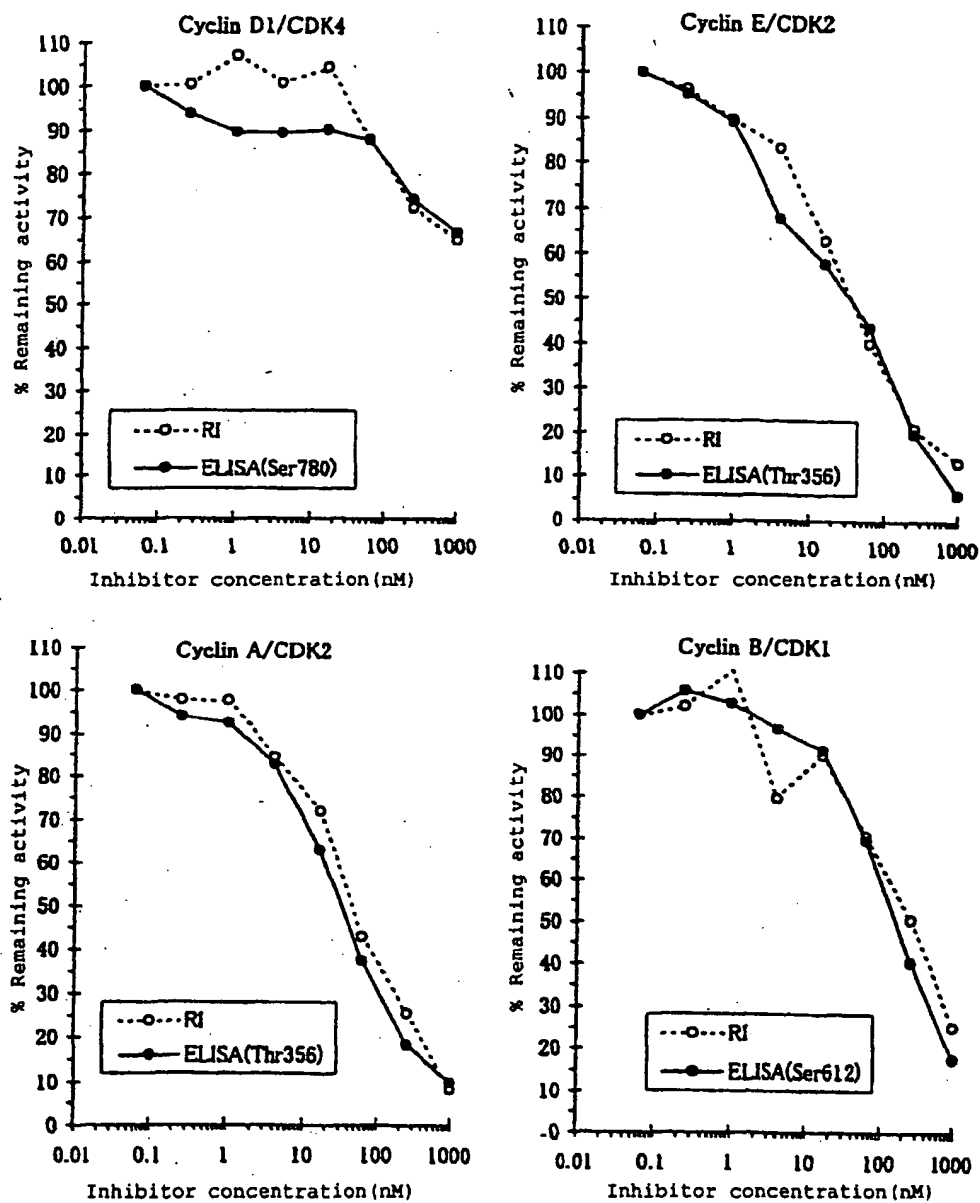 Cyclin D1/CDK4
110
100
90
80
70
60
50
40
30
20
10
0
% Remaining activity
RI
ELISA(Ser780)
0.01 0.1 1 10 100 1000
Inhibitor concentration(nM)
Cyclin E/CDK2
110
100
90
80
70
60
50
40
30
20
10
0
% Remaining activity
RI
ELISA(Thr356)
0.01 0.1 1 10 100 1000
Inhibitor concentration(nM)
Cyclin A/CDK2
110
100
90
80
70
60
50
40
30
20
10
0
% Remaining activity
RI
ELISA(Thr356)
0.01 0.1 1 10 100 1000
Inhibitor concentration(nM)
Cyclin B/CDK1
110
100
90
80
70
60
50
40
30
20
10
-0
% Remaining activity
RI
ELISA(Ser612)
0.01 0.1 1 10 100 1000
Inhibitor concentration(nM)